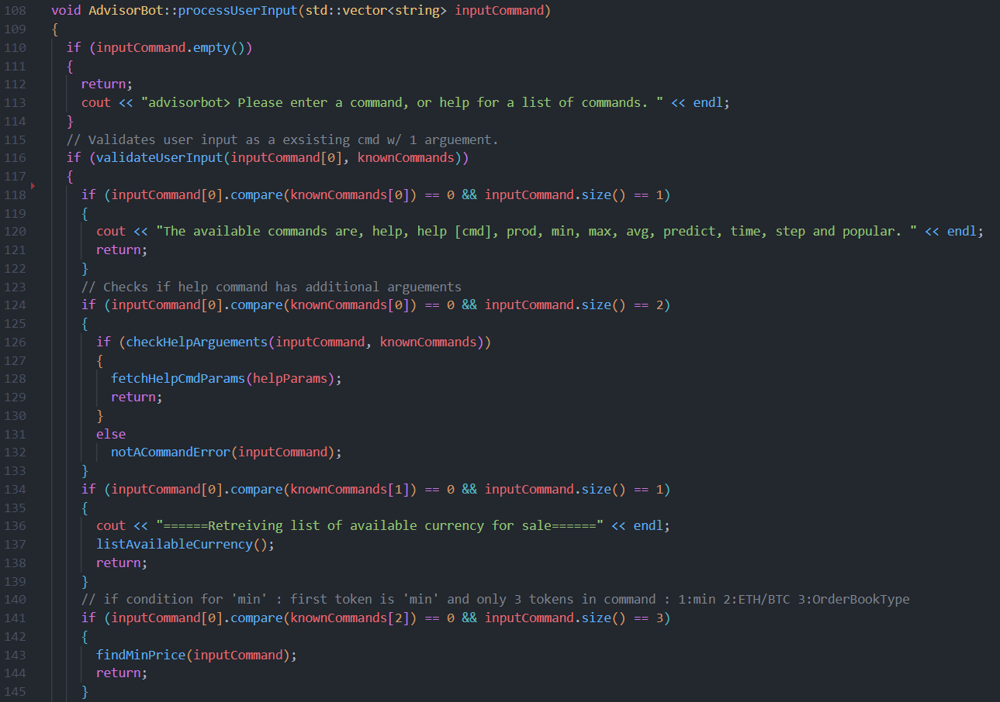 108 void AdvisorBot::processUserInput(std::vector<string> inputCommand)
109 {
110 if (inputCommand.empty())
111 {
112 return;
113 cout << "advisorbot> Please enter a command, or help for a list of commands. " << endl;
114 }
115 // Validates user input as a exsisting cmd w/ 1 arguement.
116 if (validateUserInput(inputCommand[0], knownCommands))
117 {
118 if (inputCommand[0].compare(knownCommands[0]) == 0 && inputCommand.size() == 1)
119 {
120 cout << "The available commands are, help, help [cmd], prod, min, max, avg, predict, time, step and popular. " << endl;
121 return;
122 }
123 // Checks if help command has additional arguements
124 if (inputCommand[0].compare(knownCommands[0]) == 0 && inputCommand.size() == 2)
125 {
126 if (checkHelpArguements(inputCommand, knownCommands))
127 {
128 fetchHelpCmdParams(helpParams);
129 return;
130 }
131 else
132 notACommandError(inputCommand);
133 }
134 if (inputCommand[0].compare(knownCommands[1]) == 0 && inputCommand.size() == 1)
135 {
136 cout << "======Retreiving list of available currency for sale======" << endl;
137 listAvailableCurrency();
138 return;
139 }
140 // if condition for 'min' : first token is 'min' and only 3 tokens in command : 1:min 2:ETH/BTC 3:OrderBookType
141 if (inputCommand[0].compare(knownCommands[2]) == 0 && inputCommand.size() == 3)
142 {
143 findMinPrice(inputCommand);
144 return;
145 }